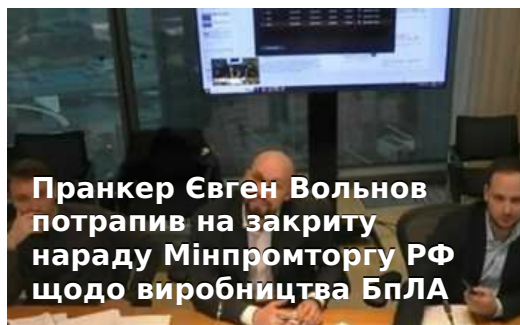 Пранкер Євген Вольнов
потрапив на закриту
нараду Мінпромторгу РФ
щодо виробництва БпЛА